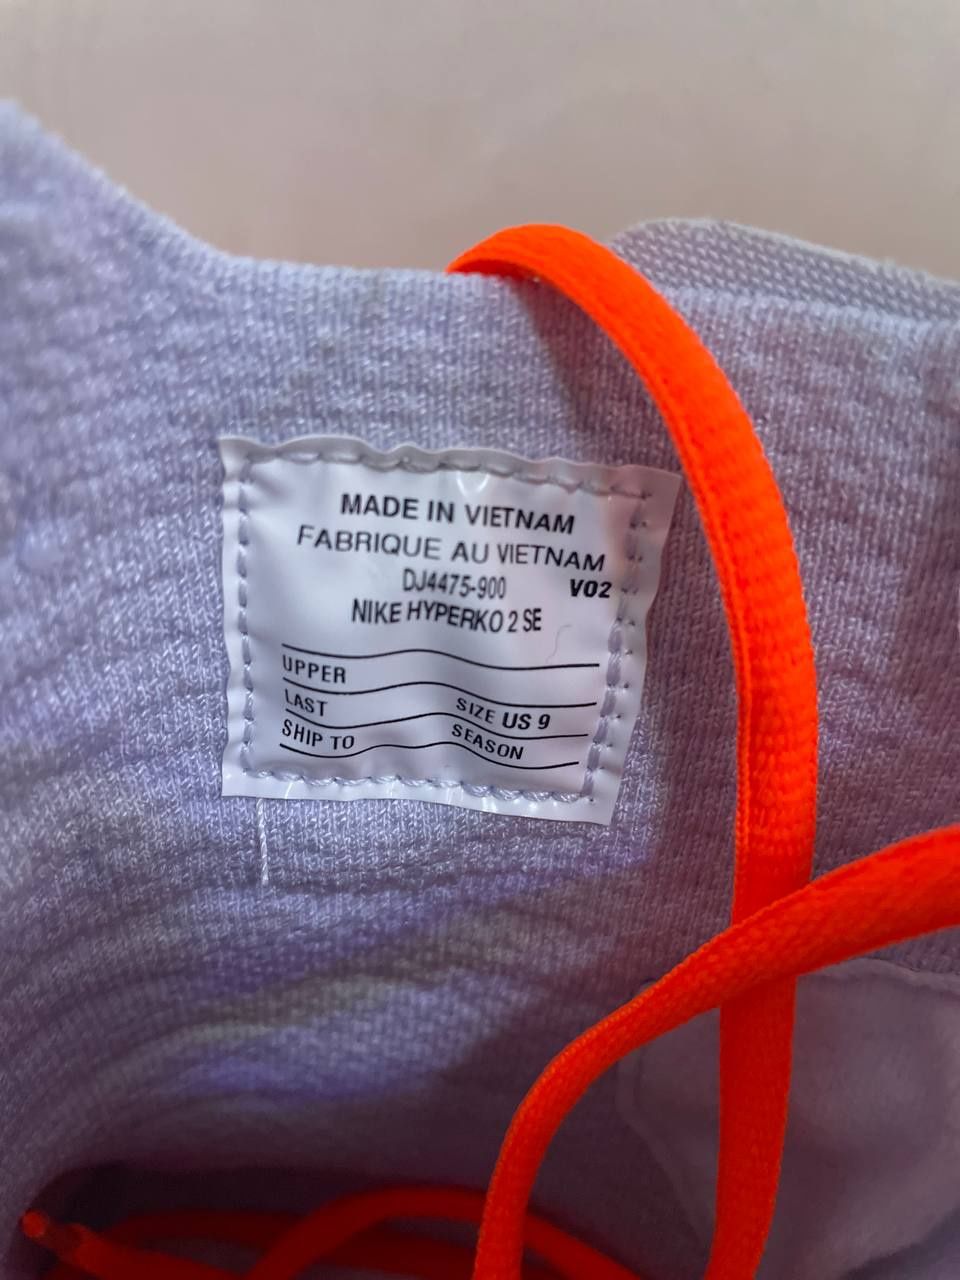 MADE IN VIETNAM
FABRIQUE AU VIETNAM
DJ4475-900 V02
NIKE HYPERKO 2 SE
UPPER
LAST SIZE US 9
SHIP TO SEASON